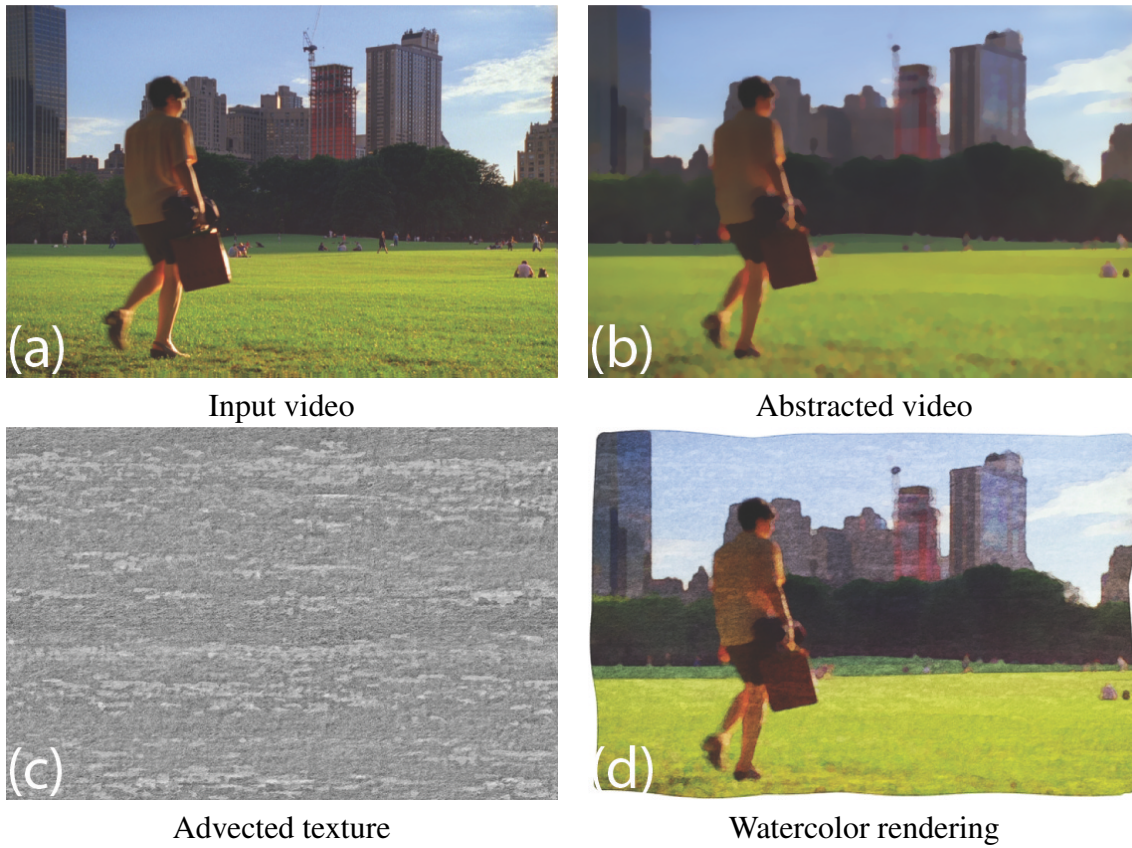 (a)
(b)
Input video
Abstracted video
(c)
(d)
Advected texture
Watercolor rendering